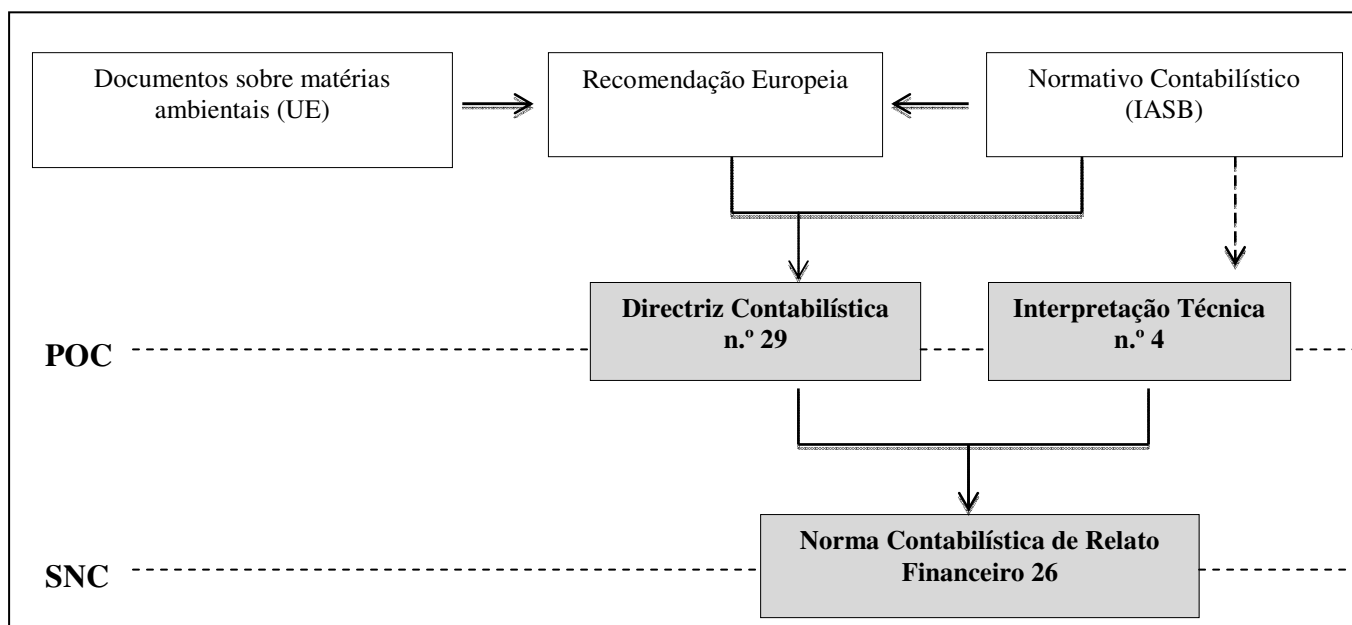 Documentos sobre matérias
ambientais (UE)
Recomendação Europeia
Normativo Contabilístico
(IASB)
Directriz Contabilística
n.º 29
Interpretação Técnica
n.º 4
POC
Norma Contabilística de Relato
Financeiro 26
SNC